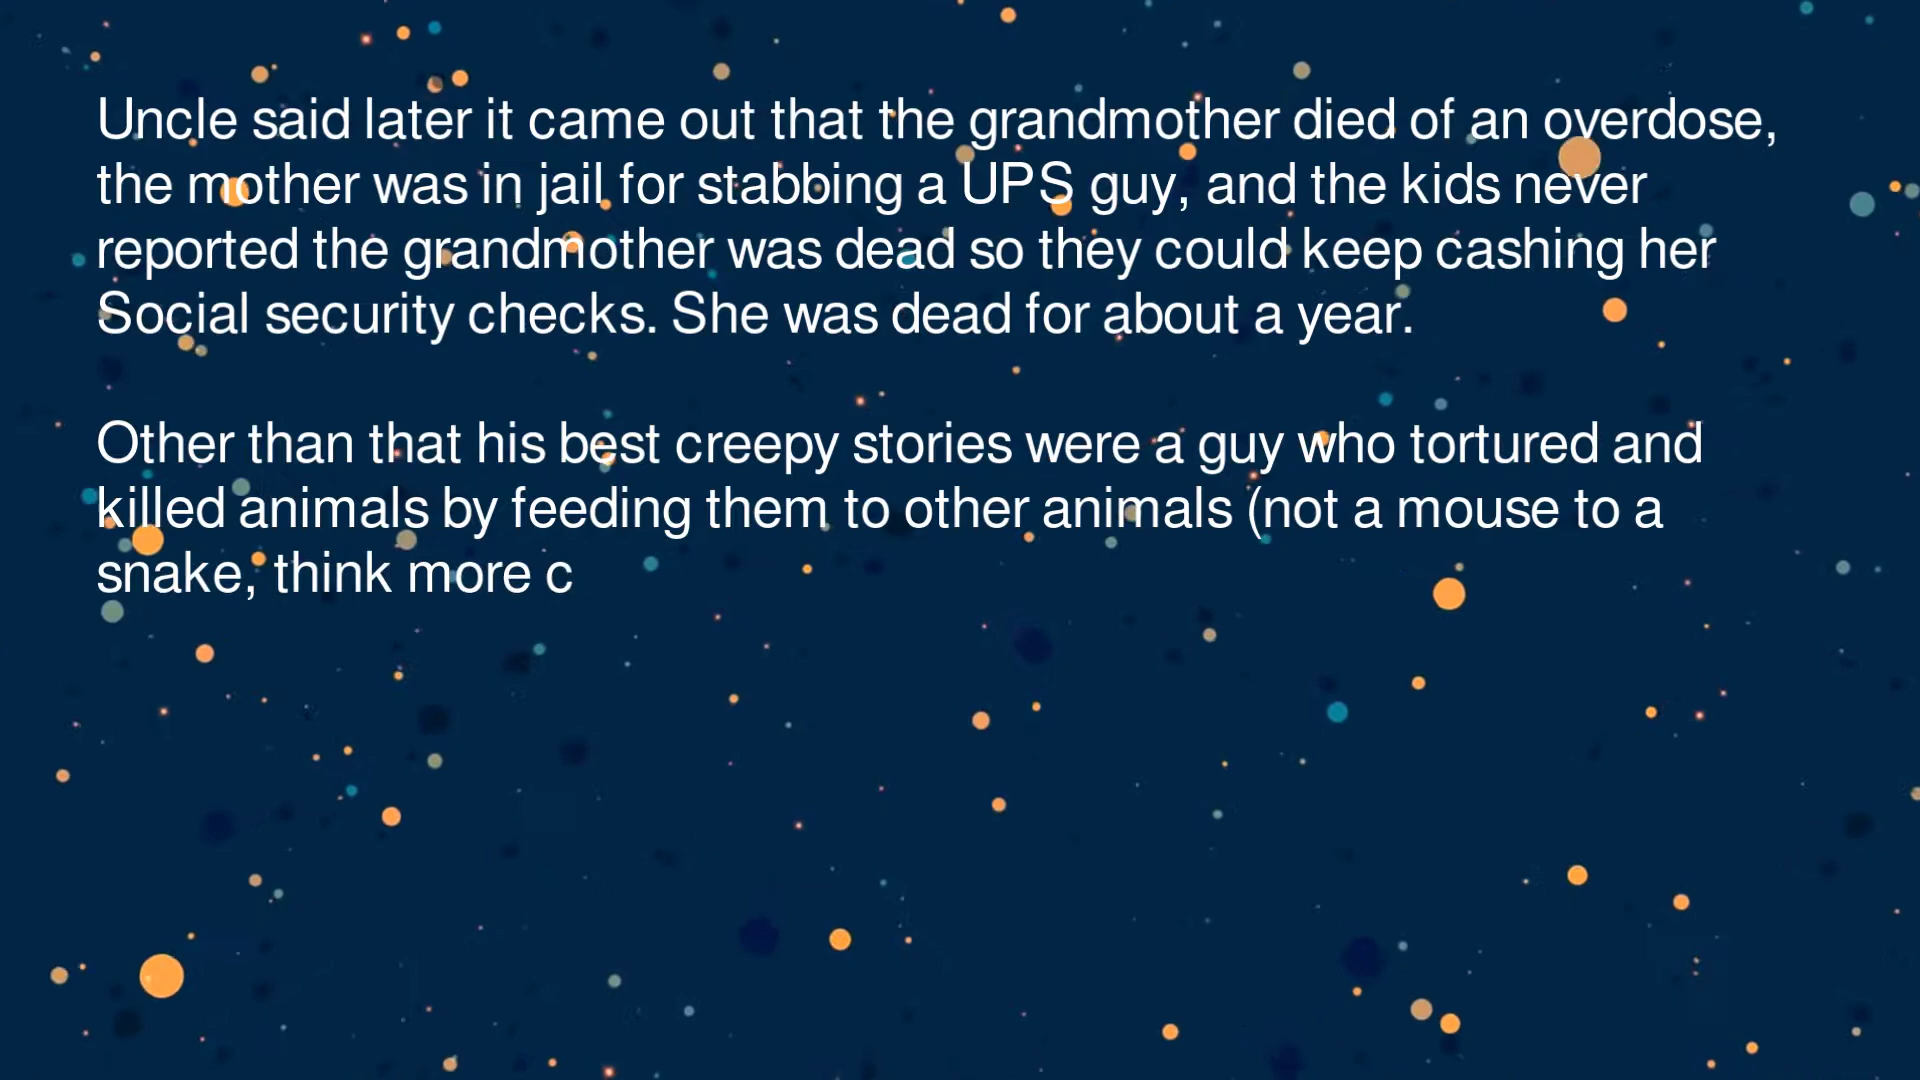 Uncle said later it came out that the grandmother died of an overdose,
the mother was in jail for stabbing a UPS guy, and the kids never
reported the grandmother was dead so they could keep cashing her
Social security checks. She was dead for about a year.
Other than that his best creepy stories were a guy who tortured and
killed animals by feeding them to other animals (not a mouse to a
snake, think more c